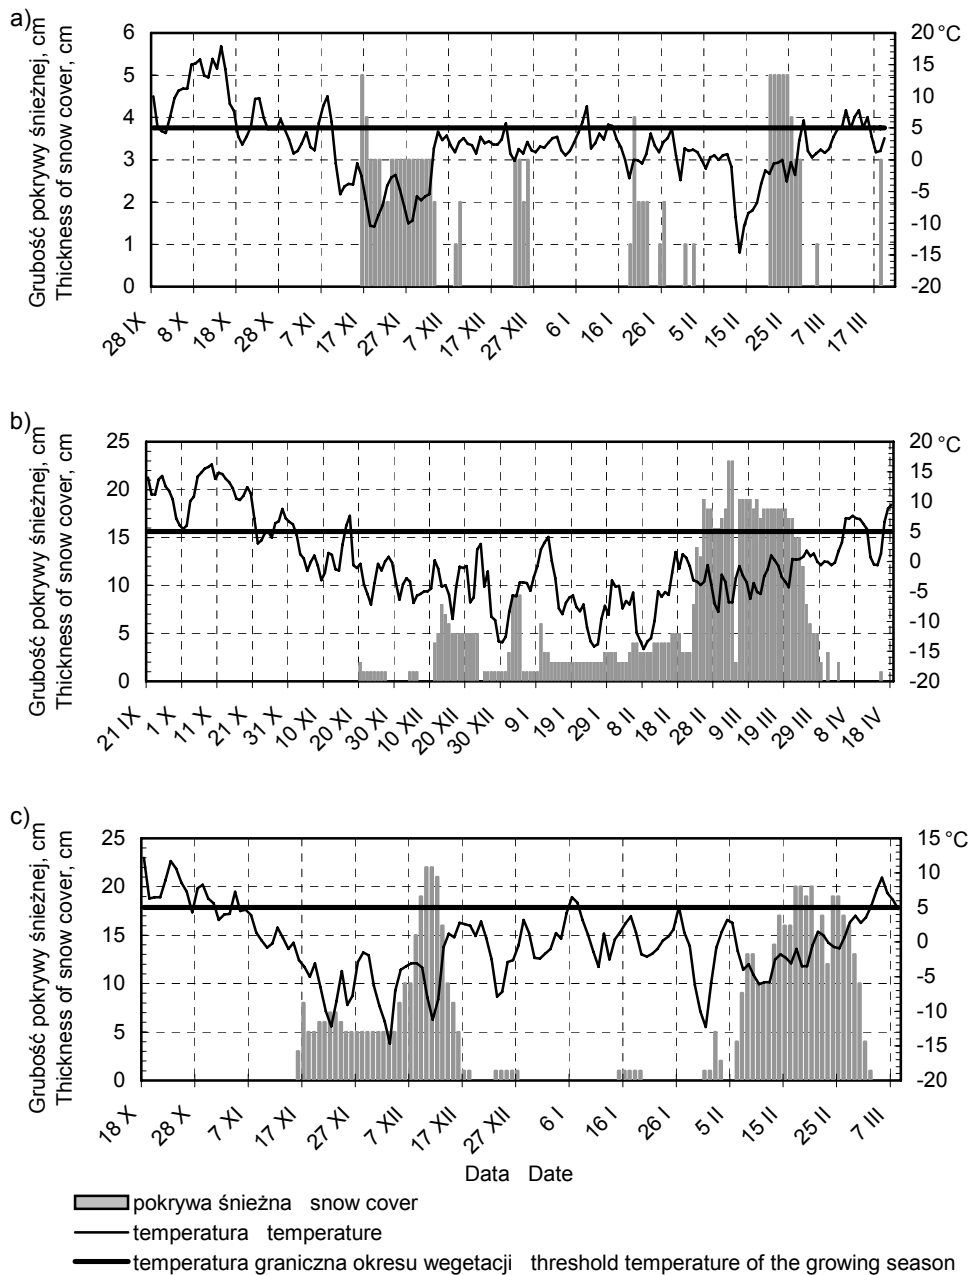 a)
Grubość pokrywy śnieżnej, cm
Thickness of snow cover, cm
6 5 4 3 2 1 0
20 °C
15 10 5 0 -5 -10 -15 -20
28 IX 8 X 18 X 28 X 7 XI 17 XI 27 XI 7 XII 17 XII 27 XII 6 I 16 I 26 I 5 II 15 II 25 II 7 III 17 III
b)
Grubość pokrywy śnieżnej, cm
Thickness of snow cover, cm
25 20 15 10 5 0
20 °C
15 10 5 0 -5 -10 -15 -20
21 IX 1 X 11 X 21 X 31 X 10 XI 20 XI 30 XI 10 XII 20 XII 30 XII 9 I 19 I 29 I 8 II 18 II 28 II 9 III 19 III 29 III 8 IV 18 IV
c)
Grubość pokrywy śnieżnej, cm
Thickness of snow cover, cm
25 20 15 10 5 0
15 °C
10 5 0 -5 -10 -15 -20
18 X 28 X 7 XI 17 XI 27 XI 7 XII 17 XII 27 XII 6 I 16 I 26 I 5 II 15 II 25 II 7 III
Data Date
pokrywa śnieżna snow cover
temperatura temperature
temperatura graniczna okresu wegetacji threshold temperature of the growing season